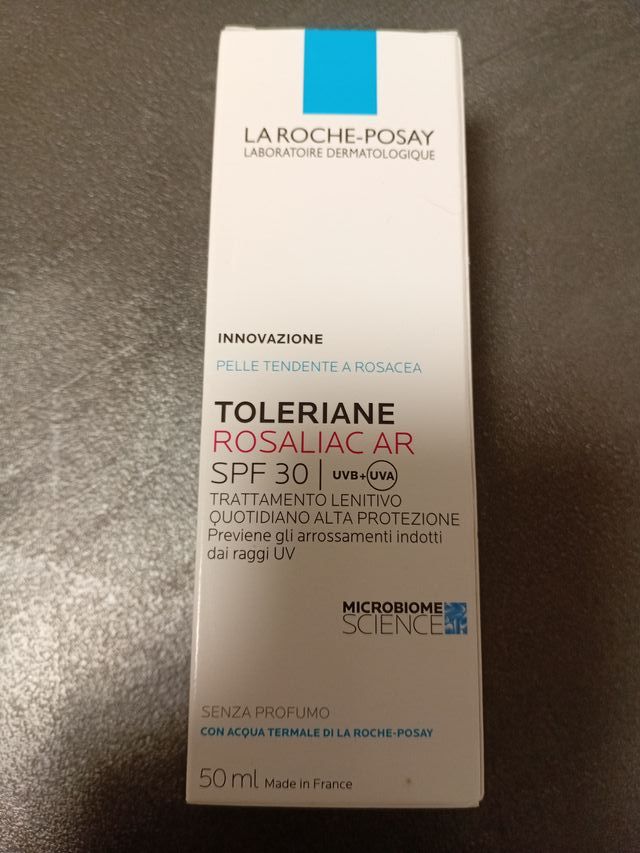 LA ROCHE-POSAY
LABORATOIRE DERMATOLOGIQUE
INNOVAZIONE
PELLE TENDENTE A ROSACEA
TOLERIANE
ROSALIAC AR
SPF 30 | UVB+UVA
TRATTAMENTO LENITIVO
QUOTIDIANO ALTA PROTEZIONE
Previene gli arrossamenti indotti
dai raggi UV
MICROBIOME
SCIENCE
SENZA PROFUMO
CON ACQUA TERMALE DI LA ROCHE-POSAY
50 ml Made in France